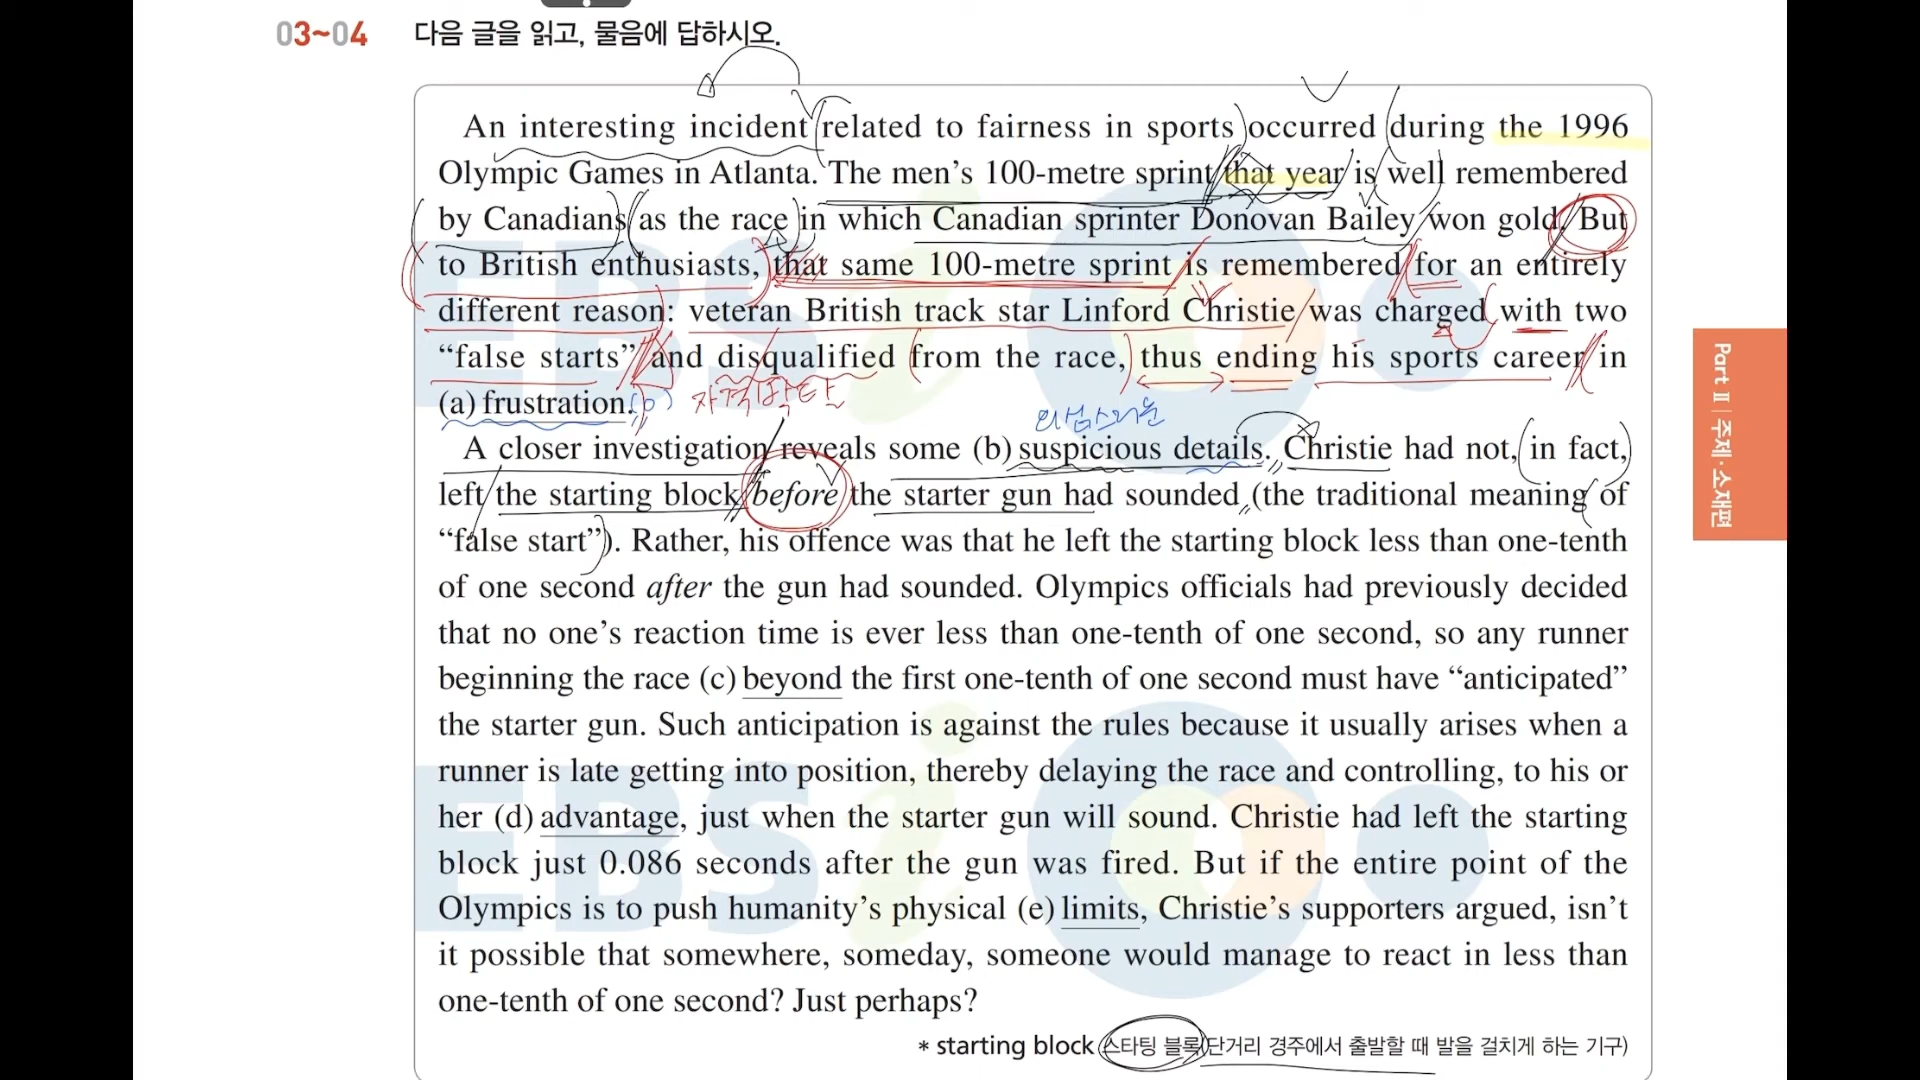 03~04 다음 글을 읽고, 물음에 답하시오.
An interesting incident related to fairness in sports occurred during the 1996
Olympic Games in Atlanta. The men's 100-metre sprint that year is well remembered
by Canadians as the race in which Canadian sprinter Donovan Bailey won gold. But
to British enthusiasts, that same 100-metre sprint is remembered for an entirely
different reason: veteran British track star Linford Christie was charged with two
“false starts” and disqualified from the race, thus ending his sports career in
자격박탈
(a) frustration.
의심스러운
A closer investigation reveals some (b) suspicious details. Christie had not, in fact,
left the starting block before the starter gun had sounded (the traditional meaning of
“false start”). Rather, his offence was that he left the starting block less than one-tenth
of one second after the gun had sounded. Olympics officials had previously decided
that no one's reaction time is ever less than one-tenth of one second, so any runner
beginning the race (c) beyond the first one-tenth of one second must have “anticipated”
the starter gun. Such anticipation is against the rules because it usually arises when a
runner is late getting into position, thereby delaying the race and controlling, to his or
her (d) advantage, just when the starter gun will sound. Christie had left the starting
block just 0.086 seconds after the gun was fired. But if the entire point of the
Olympics is to push humanity's physical (e) limits, Christie's supporters argued, isn't
it possible that somewhere, someday, someone would manage to react in less than
one-tenth of one second? Just perhaps?
* starting block 스타팅 블록(단거리 경주에서 출발할 때 발을 걸치게 하는 기구)
Part Ⅱ | 주제·소재편
EBSi
EBSi